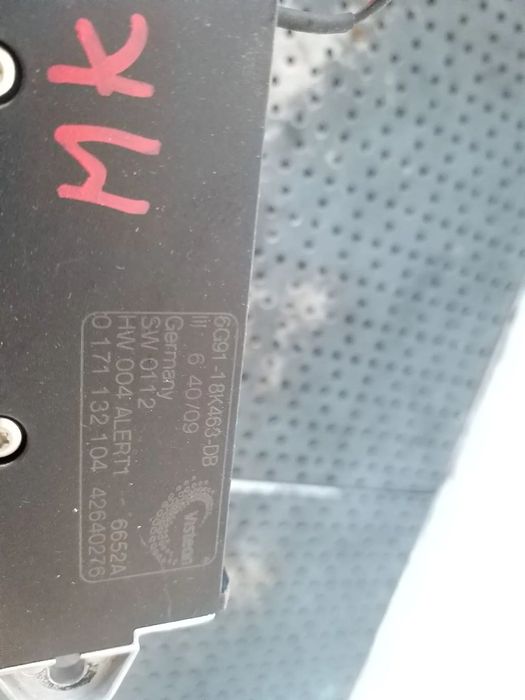 MK
6G91-18K463-DB
6 40/09
Germany
SW 0112
HW 004 ALERT1 - 6652A
0 171 132 104 42640276
Visteon®